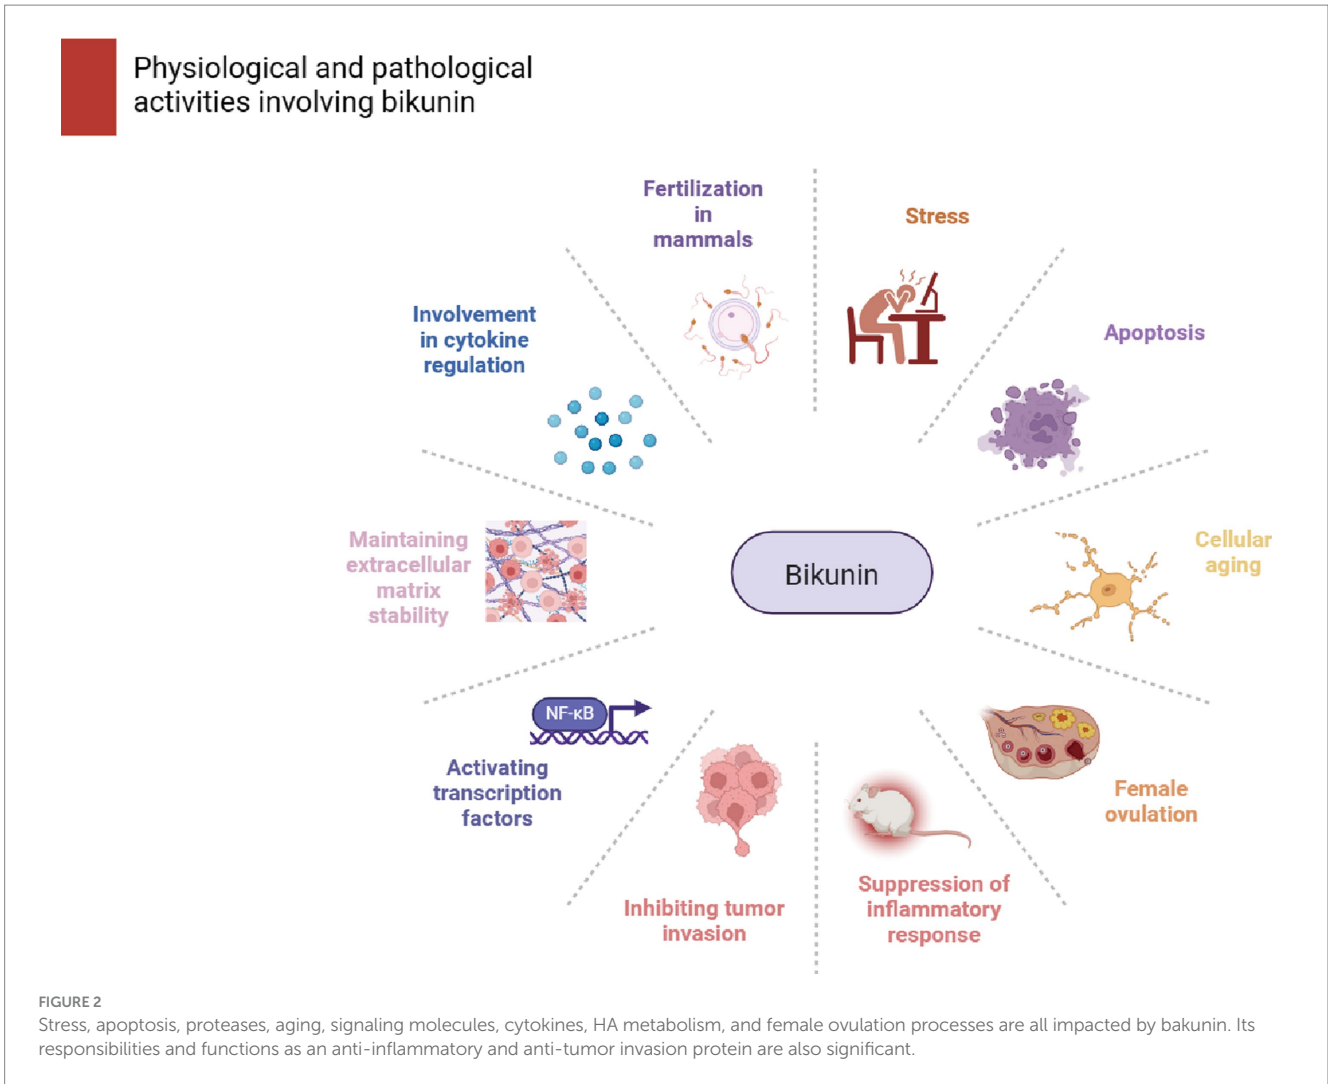 Physiological and pathological
activities involving bikunin
Fertilization
in
mammals
Stress
Involvement
in cytokine
regulation
Apoptosis
Maintaining
extracellular
matrix
stability
Bikunin
Cellular
aging
NF-κB
Activating
transcription
factors
Female
ovulation
Inhibiting tumor
invasion
Suppression of
inflammatory
response
FIGURE 2
Stress, apoptosis, proteases, aging, signaling molecules, cytokines, HA metabolism, and female ovulation processes are all impacted by bakunin. Its
responsibilities and functions as an anti-inflammatory and anti-tumor invasion protein are also significant.